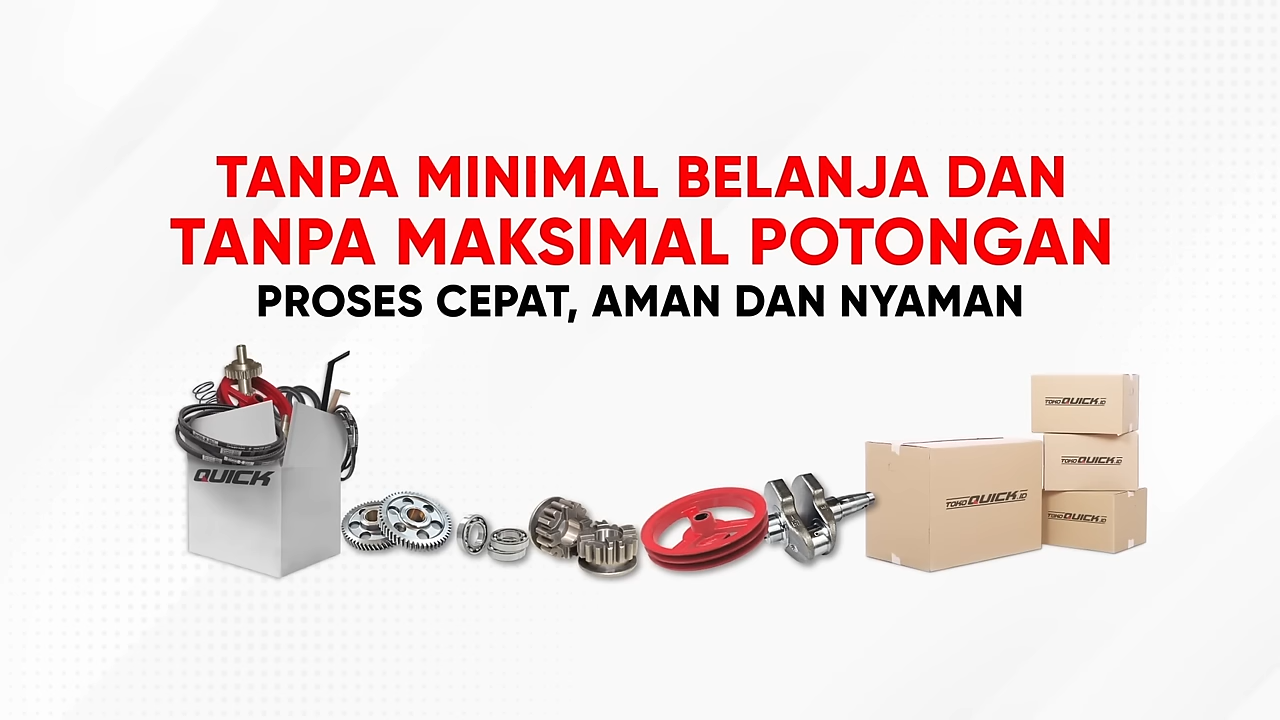 TANPA MINIMAL BELANJA DAN
TANPA MAKSIMAL POTONGAN
PROSES CEPAT, AMAN DAN NYAMAN
QUICK
TOKOQUICK.ID
TOKOQUICK.ID
TOKOQUICK.ID
TOKOQUICK.ID